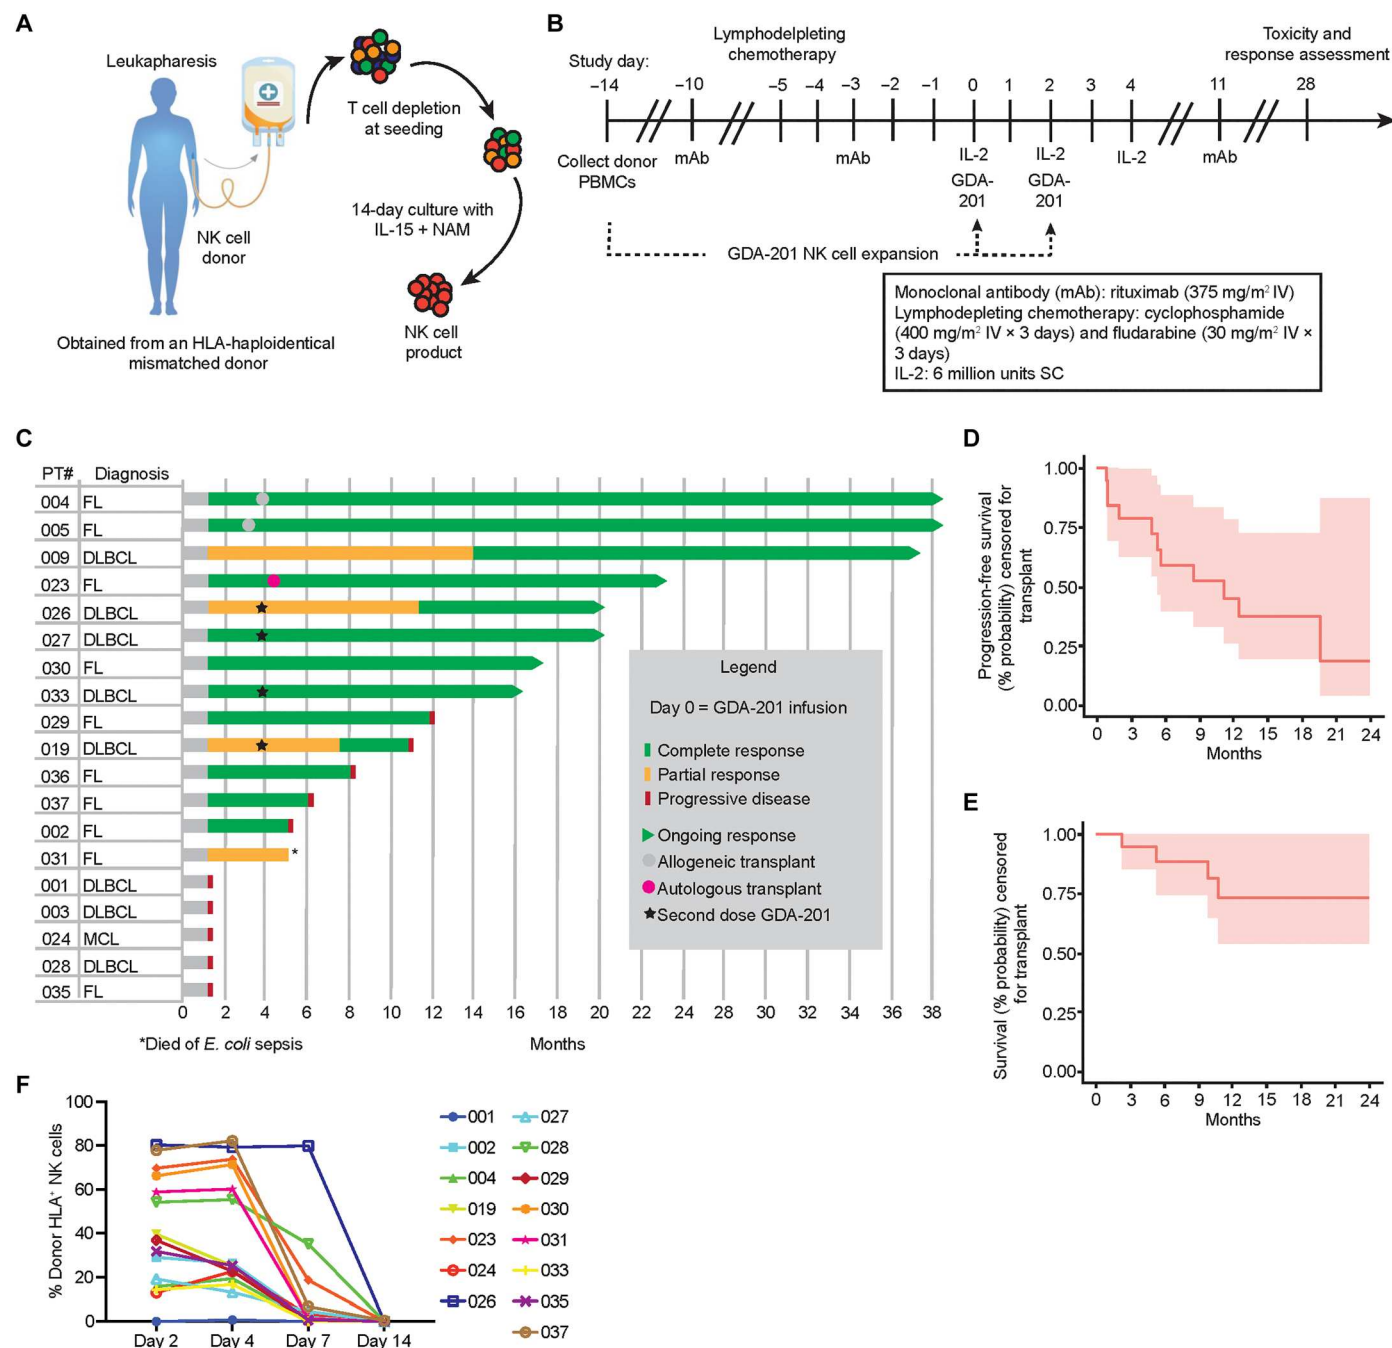 A
Leukapharesis
NK cell
donor
Obtained from an HLA-haploidentical
mismatched donor
T cell depletion
at seeding
14-day culture with
IL-15 + NAM
NK cell
product
B
Study day:
Lymphodelpleting
chemotherapy
Toxicity and
response assessment
–14 –10 –5 –4 –3 –2 –1 0 1 2 3 4 11 28
Collect donor
PBMCs
mAb mAb IL-2 IL-2 IL-2 mAb
GDA-
201
GDA-
201
GDA-201 NK cell expansion
Monoclonal antibody (mAb): rituximab (375 mg/m² IV)
Lymphodepleting chemotherapy: cyclophosphamide
(400 mg/m² IV × 3 days) and fludarabine (30 mg/m² IV ×
3 days)
IL-2: 6 million units SC
C
PT# Diagnosis
004 FL
005 FL
009 DLBCL
023 FL
026 DLBCL
027 DLBCL
030 FL
033 DLBCL
029 FL
019 DLBCL
036 FL
037 FL
002 FL
031 FL *
001 DLBCL
003 DLBCL
024 MCL
028 DLBCL
035 FL
0 2 4 6 8 10 12 14 16 18 20 22 24 28 30 32 34 36 38
*Died of E. coli sepsis
Months
Legend
Day 0 = GDA-201 infusion
Complete response
Partial response
Progressive disease
Ongoing response
Allogeneic transplant
Autologous transplant
Second dose GDA-201
D
Progression-free survival
(% probability) censored for
transplant
1.00
0.75
0.50
0.25
0.00
0 3 6 9 12 15 18 21 24
Months
E
Survival (% probability) censored
for transplant
1.00
0.75
0.50
0.25
0.00
0 3 6 9 12 15 18 21 24
Months
F
% Donor HLA⁺ NK cells
100
80
60
40
20
0
Day 2 Day 4 Day 7 Day 14
001 027
002 028
004 029
019 030
023 031
024 033
026 035
037